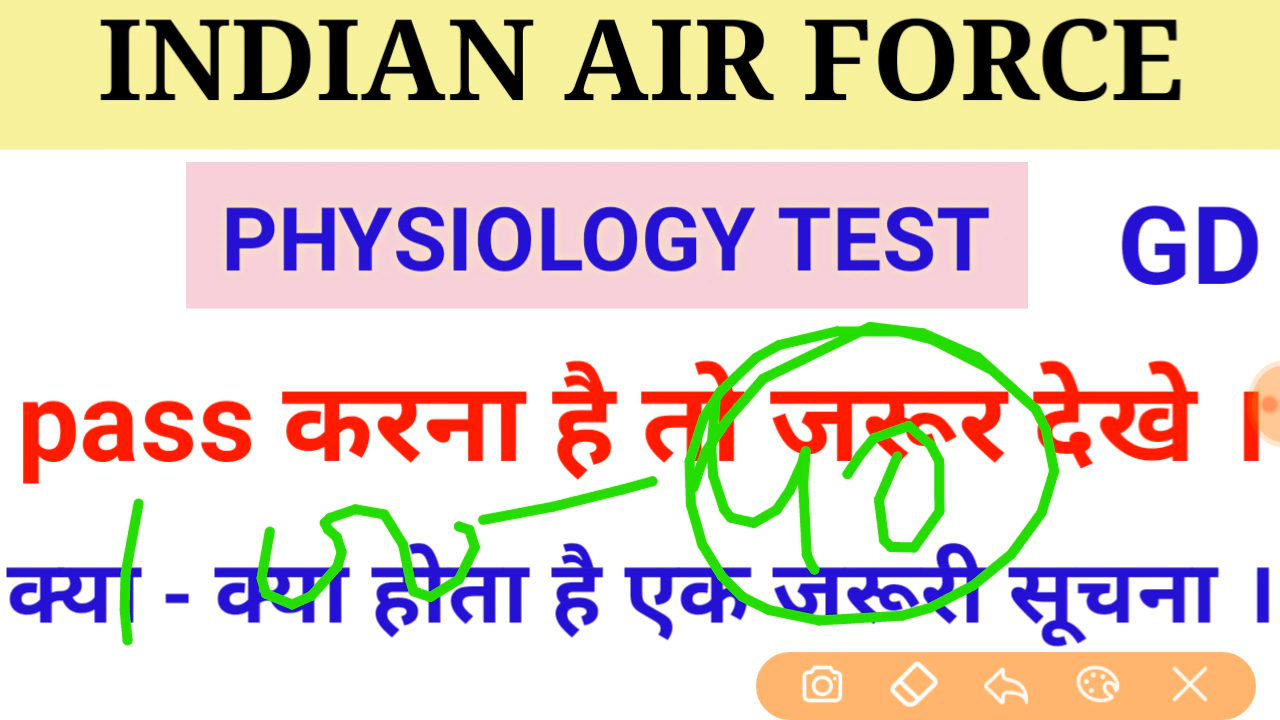 INDIAN AIR FORCE
PHYSIOLOGY TEST GD
pass करना है तो जरूर देखे ।
क्या - क्या होता है एक जरूरी सूचना ।